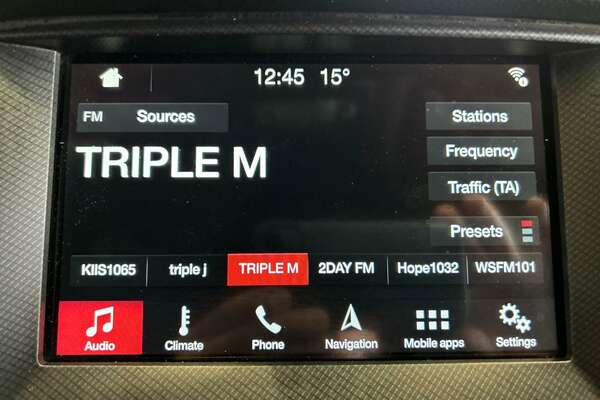 12:45 15°
FM Sources
Stations
TRIPLE M
Frequency
Traffic (TA)
Presets
KIIS1065 triple j TRIPLE M 2DAY FM Hope1032 WSFM101
Audio Climate Phone Navigation Mobile apps Settings